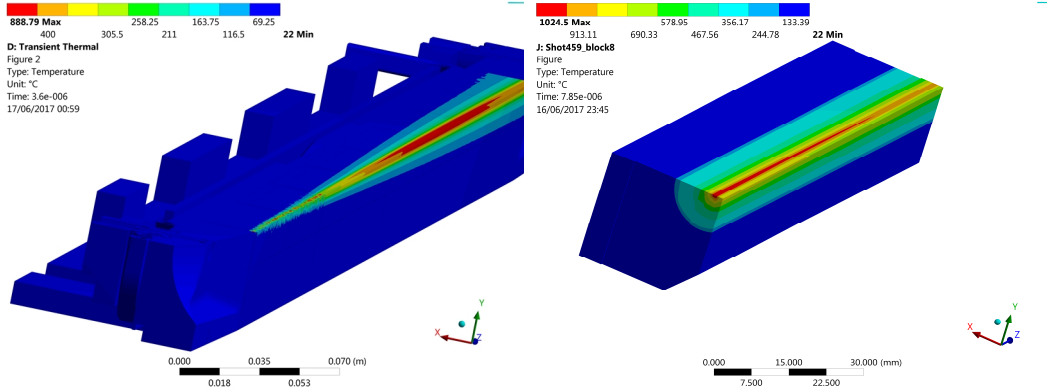 888.79 Max 258.25 163.75 69.25
400 305.5 211 116.5 22 Min
D: Transient Thermal
Figure 2
Type: Temperature
Unit: °C
Time: 3.6e-006
17/06/2017 00:59
Y
X
Z
0.000 0.035 0.070 (m)
0.018 0.053
1024.5 Max 578.95 356.17 133.39
913.11 690.33 467.56 244.78 22 Min
J: Shot459_block8
Figure
Type: Temperature
Unit: °C
Time: 7.85e-006
16/06/2017 23:45
Y
X
Z
0.000 15.000 30.000 (mm)
7.500 22.500